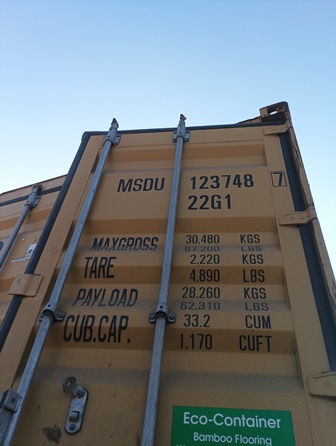 MSDU 123748 7
22G1
MAXGROSS 30,480 KGS
67,200 LBS
TARE 2,220 KGS
4,890 LBS
PAYLOAD 28,260 KGS
62,310 LBS
CUB.CAP. 33.2 CUM
1,170 CUFT
Eco-Container
Bamboo Flooring